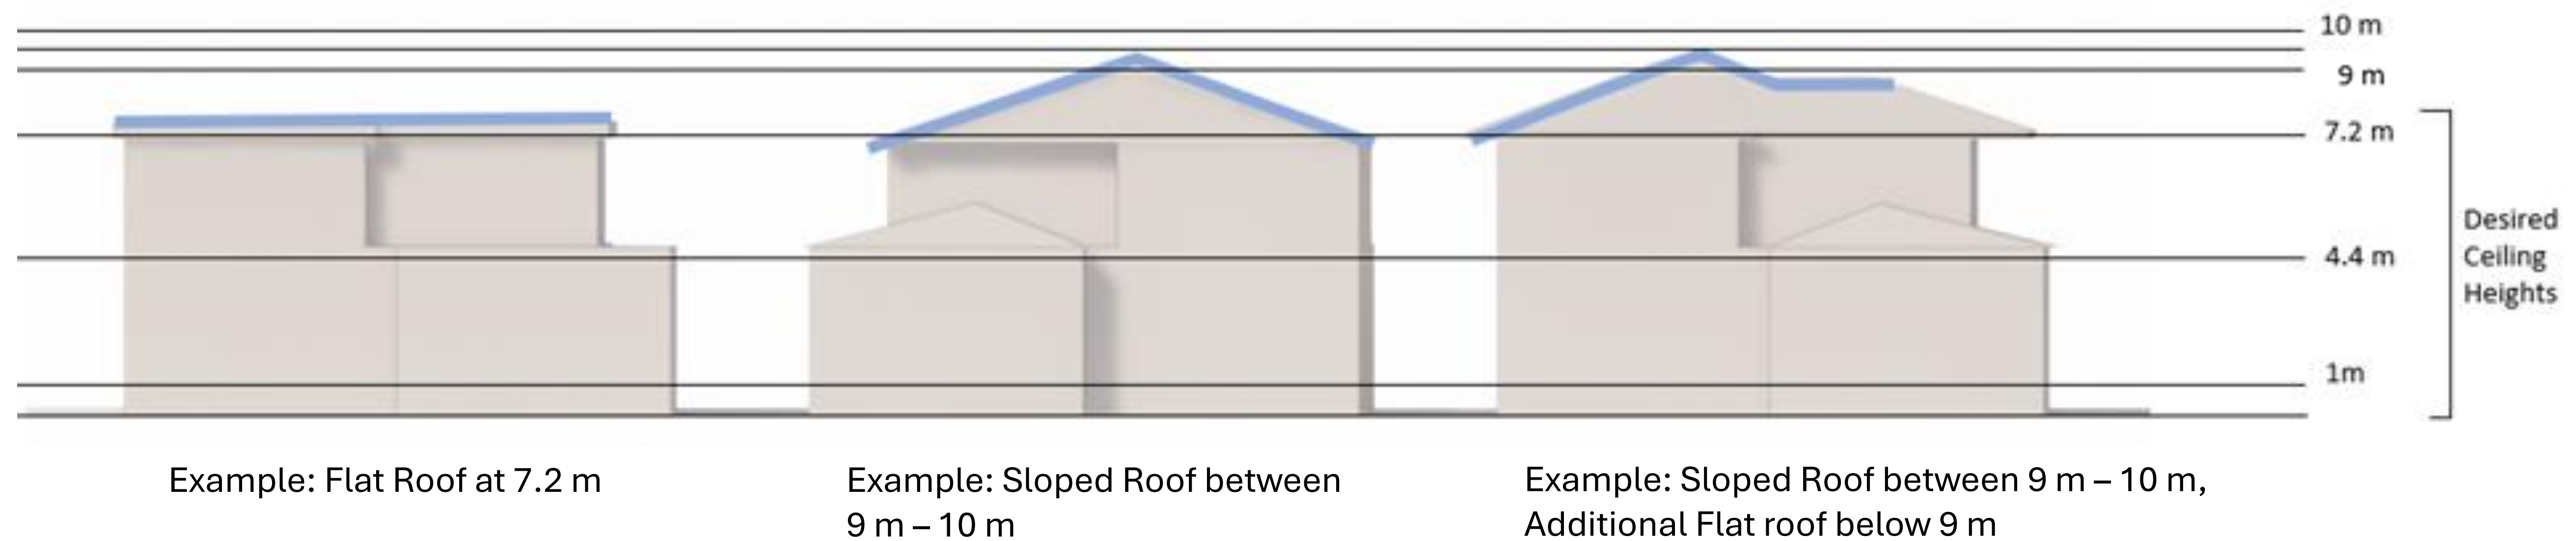 10 m
9 m
7.2 m
4.4 m
1m
Desired
Ceiling
Heights
Example: Flat Roof at 7.2 m
Example: Sloped Roof between
9 m – 10 m
Example: Sloped Roof between 9 m – 10 m,
Additional Flat roof below 9 m